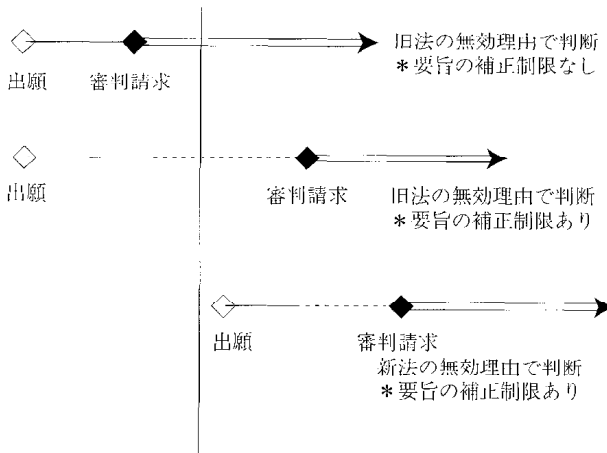 出願 審判請求
旧法の無効理由で判断
＊要旨の補正制限なし
出願
審判請求
旧法の無効理由で判断
＊要旨の補正制限あり
出願
審判請求
新法の無効理由で判断
＊要旨の補正制限あり